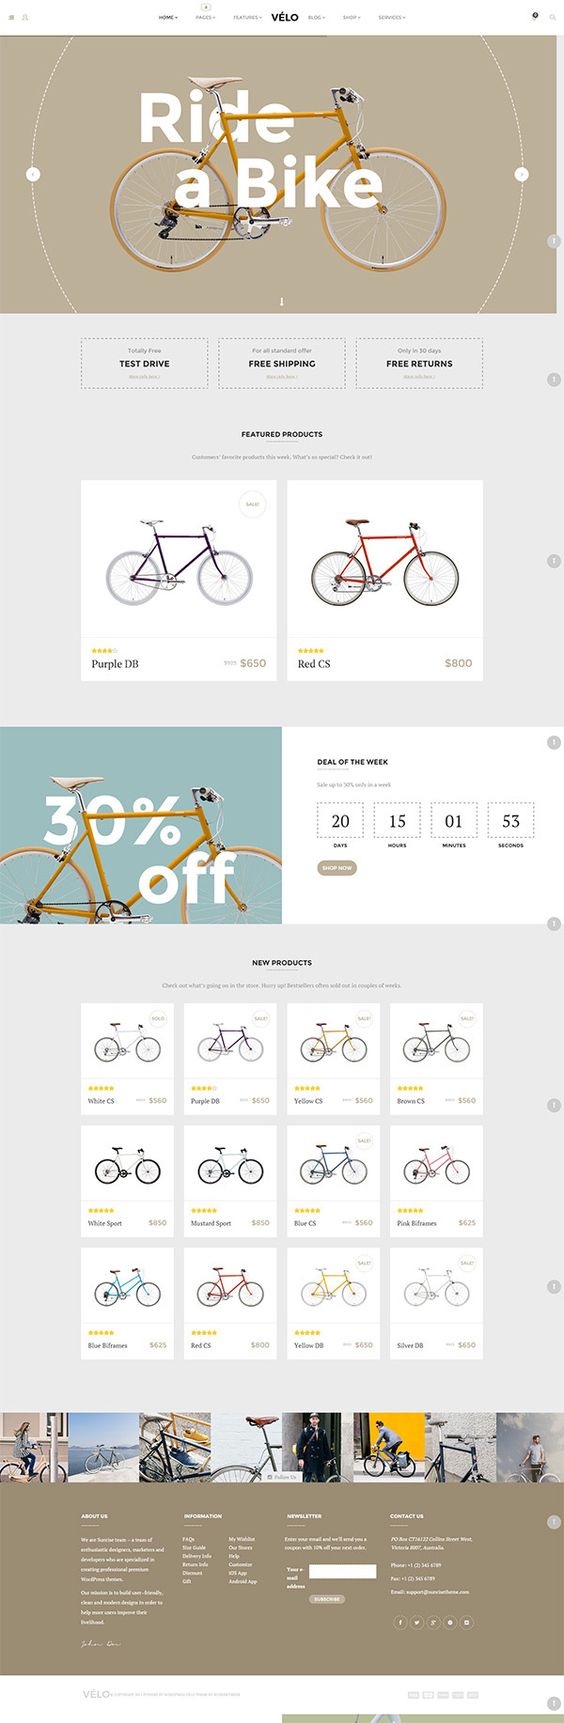 HOME
PAGES
FEATURES
VÉLO
BLOG
SHOP
SERVICES
Ride
a Bike
Totally Free
TEST DRIVE
More info here !
For all standard offer
FREE SHIPPING
More info here !
Only in 30 days
FREE RETURNS
More info here !
FEATURED PRODUCTS
Customers' favorite products this week. What's so special? Check it out!
SALE!
Purple DB
$650
Red CS
$800
30%
off
DEAL OF THE WEEK
Sale up to 50% only in a week
20 15 01 53
DAYS HOURS MINUTES SECONDS
SHOP NOW
NEW PRODUCTS
Check out what's going on in the store. Hurry up! Bestsellers often sold out in couples of weeks.
SOLD
SALE!
SALE!
SALE!
White CS $560
Purple DB $650
Yellow CS $560
Brown CS $560
SALE!
White Sport $850
Mustard Sport $850
Blue CS $560
Pink Biframes $625
SALE!
SALE!
Blue Biframes $625
Red CS $800
Yellow DB $650
Silver DB $650
Follow Us
ABOUT US
We are Sunrise team – a team of
enthusiastic designers, marketers and
developers who are specialized in
creating professional premium
WordPress themes.
Our mission is to build user-friendly,
clean and modern designs in order to
help more users improve their
livelihood.
John Doe
INFORMATION
FAQs
Size Guide
Delivery Info
Return Info
Discount
Gift
My Wishlist
Our Stores
Help
Customize
iOS App
Android App
NEWSLETTER
Enter your email and we'll send you a
coupon with 10% off your next order.
Your e-
mail
address
SUBSCRIBE
CONTACT US
PO Box CT16122 Collins Street West,
Victoria 8007, Australia.
Phone: +1 (2) 345 6789
Fax: +1 (2) 345 6789
Email: support@sunrisetheme.com
VÉLO